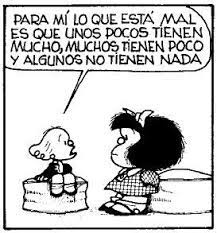 PARA MÍ LO QUE ESTÁ MAL
ES QUE UNOS POCOS TIENEN
MUCHO, MUCHOS TIENEN POCO
Y ALGUNOS NO TIENEN NADA